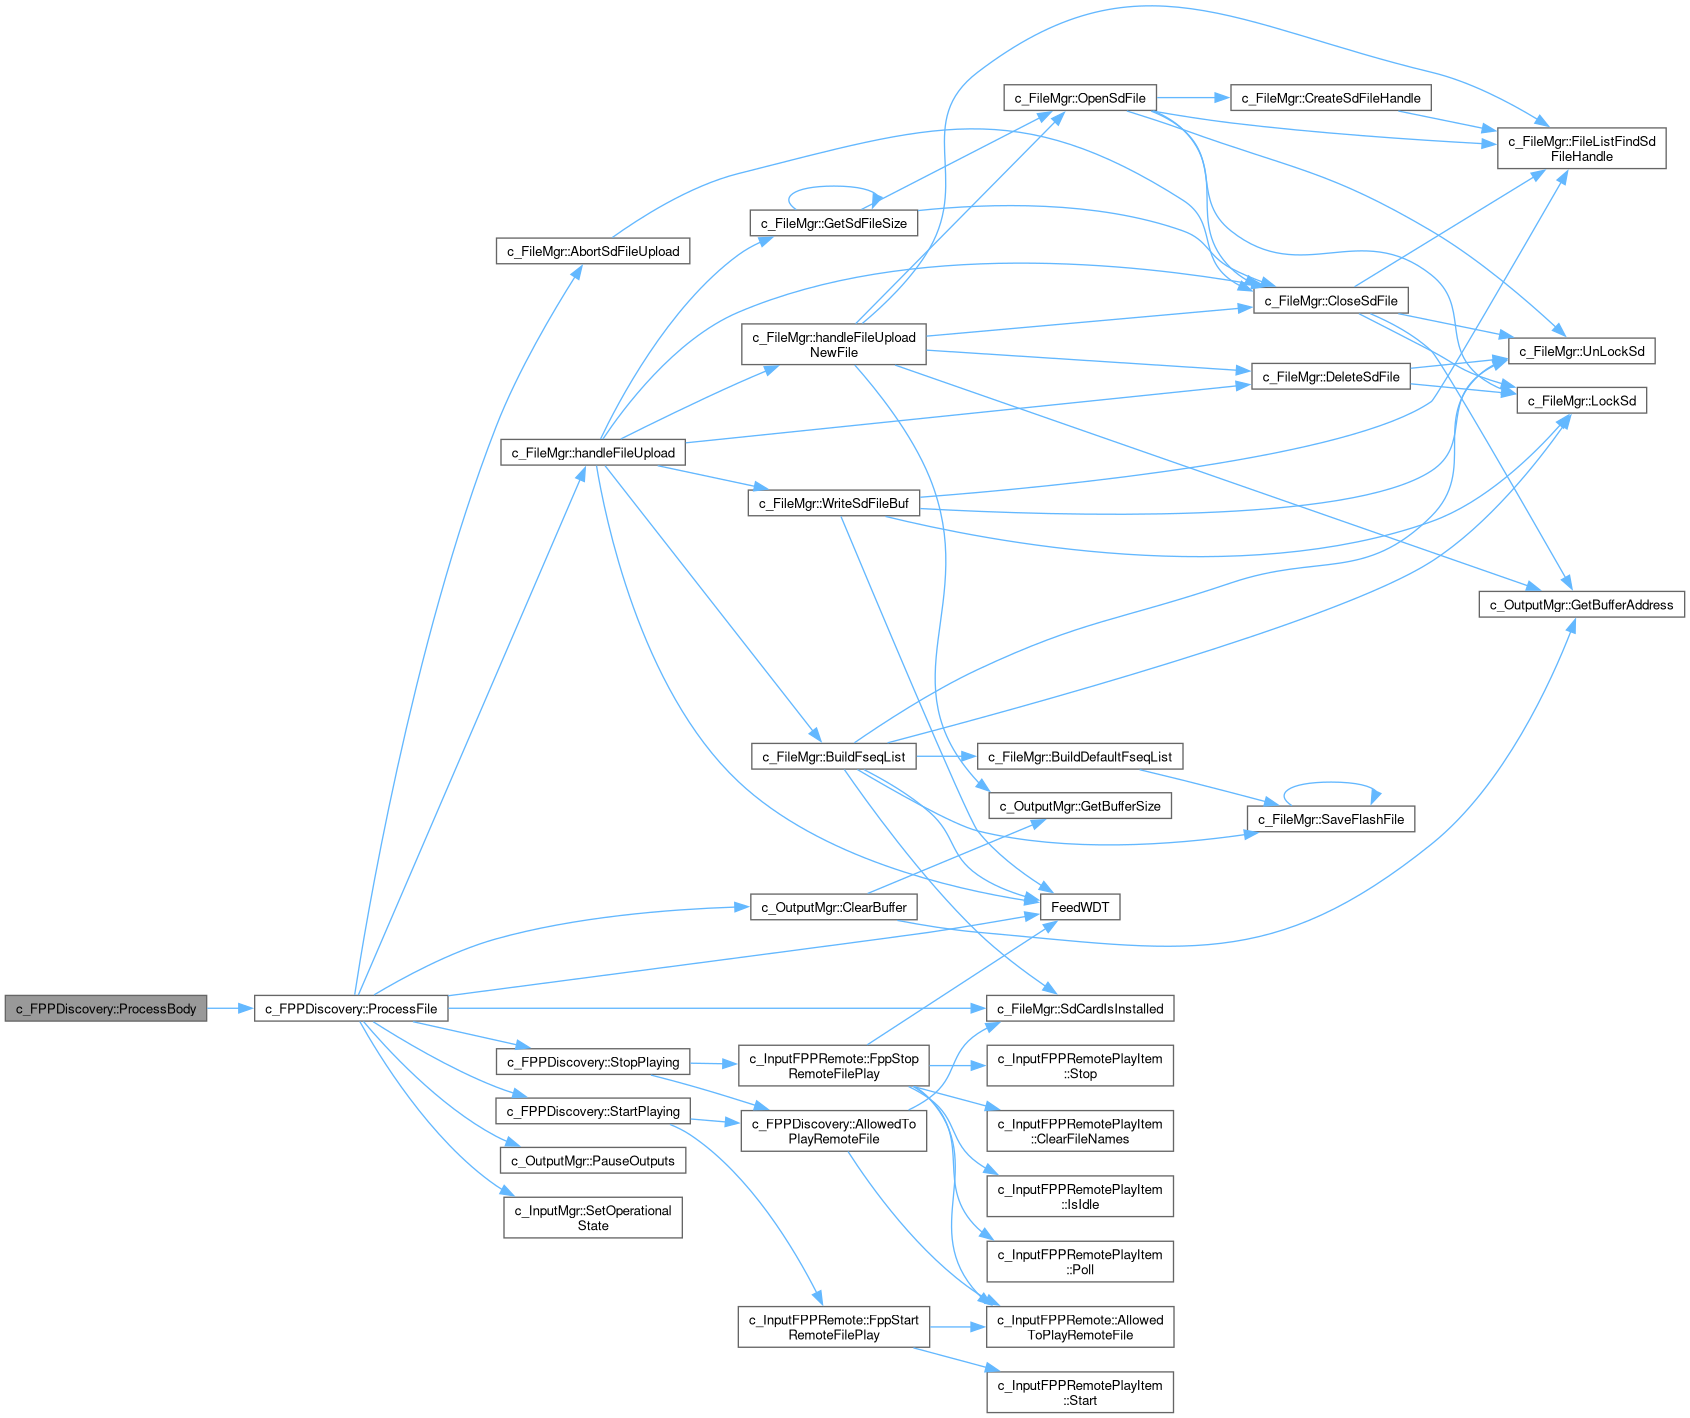 c_FileMgr::OpenSdFile
c_FileMgr::CreateSdFileHandle
c_FileMgr::FileListFindSd
FileHandle
c_FileMgr::GetSdFileSize
c_FileMgr::AbortSdFileUpload
c_FileMgr::CloseSdFile
c_FileMgr::handleFileUpload
NewFile
c_FileMgr::UnLockSd
c_FileMgr::DeleteSdFile
c_FileMgr::LockSd
c_FileMgr::handleFileUpload
c_FileMgr::WriteSdFileBuf
c_OutputMgr::GetBufferAddress
c_FileMgr::BuildFseqList
c_FileMgr::BuildDefaultFseqList
c_OutputMgr::GetBufferSize
c_FileMgr::SaveFlashFile
c_OutputMgr::ClearBuffer
FeedWDT
c_FPPDiscovery::ProcessBody
c_FPPDiscovery::ProcessFile
c_FileMgr::SdCardIsInstalled
c_FPPDiscovery::StopPlaying
c_InputFPPRemote::FppStop
RemoteFilePlay
c_InputFPPRemotePlayItem
::Stop
c_FPPDiscovery::StartPlaying
c_FPPDiscovery::AllowedTo
PlayRemoteFile
c_InputFPPRemotePlayItem
::ClearFileNames
c_OutputMgr::PauseOutputs
c_InputFPPRemotePlayItem
::IsIdle
c_InputMgr::SetOperational
State
c_InputFPPRemotePlayItem
::Poll
c_InputFPPRemote::FppStart
RemoteFilePlay
c_InputFPPRemote::Allowed
ToPlayRemoteFile
c_InputFPPRemotePlayItem
::Start